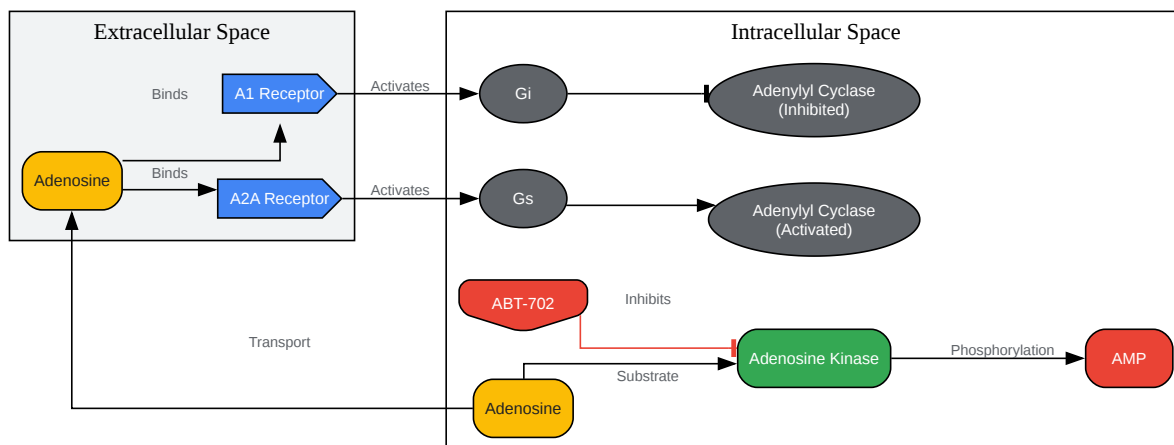 Extracellular Space
Intracellular Space
Binds
A1 Receptor
Activates
Gi
Adenylyl Cyclase
(Inhibited)
Adenosine
Binds
A2A Receptor
Activates
Gs
Adenylyl Cyclase
(Activated)
ABT-702
Inhibits
Transport
Adenosine Kinase
Phosphorylation
AMP
Substrate
Adenosine